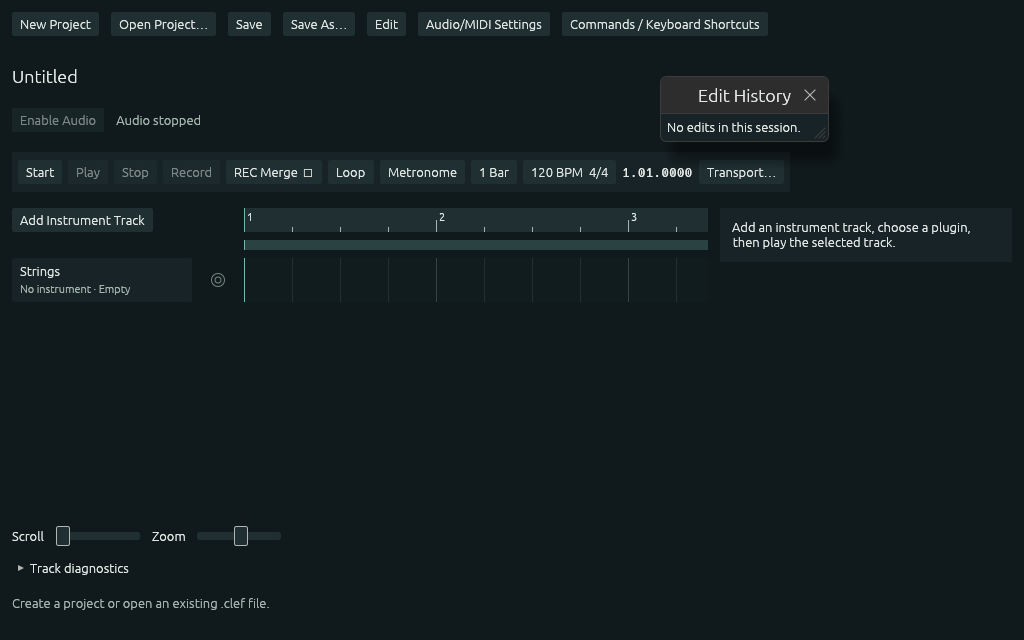 New Project
Open Project...
Save
Save As...
Edit
Audio/MIDI Settings
Commands / Keyboard Shortcuts
Untitled
Edit History
No edits in this session.
Enable Audio
Audio stopped
Start
Play
Stop
Record
REC Merge
Loop
Metronome
1 Bar
120 BPM 4/4
1.01.0000
Transport...
Add Instrument Track
1
2
3
Add an instrument track, choose a plugin,
then play the selected track.
Strings
No instrument · Empty
Scroll
Zoom
Track diagnostics
Create a project or open an existing .clef file.